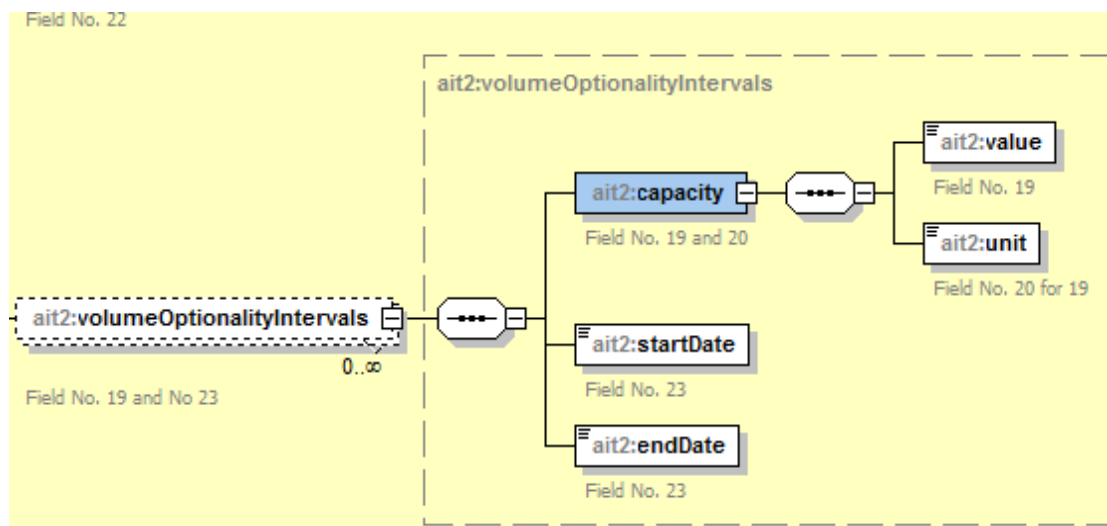 Field No. 22
ait2:volumeOptionalityIntervals
ait2:value
Field No. 19
ait2:capacity
Field No. 19 and 20
ait2:unit
Field No. 20 for 19
ait2:volumeOptionalityIntervals
0..∞
Field No. 19 and No 23
ait2:startDate
Field No. 23
ait2:endDate
Field No. 23